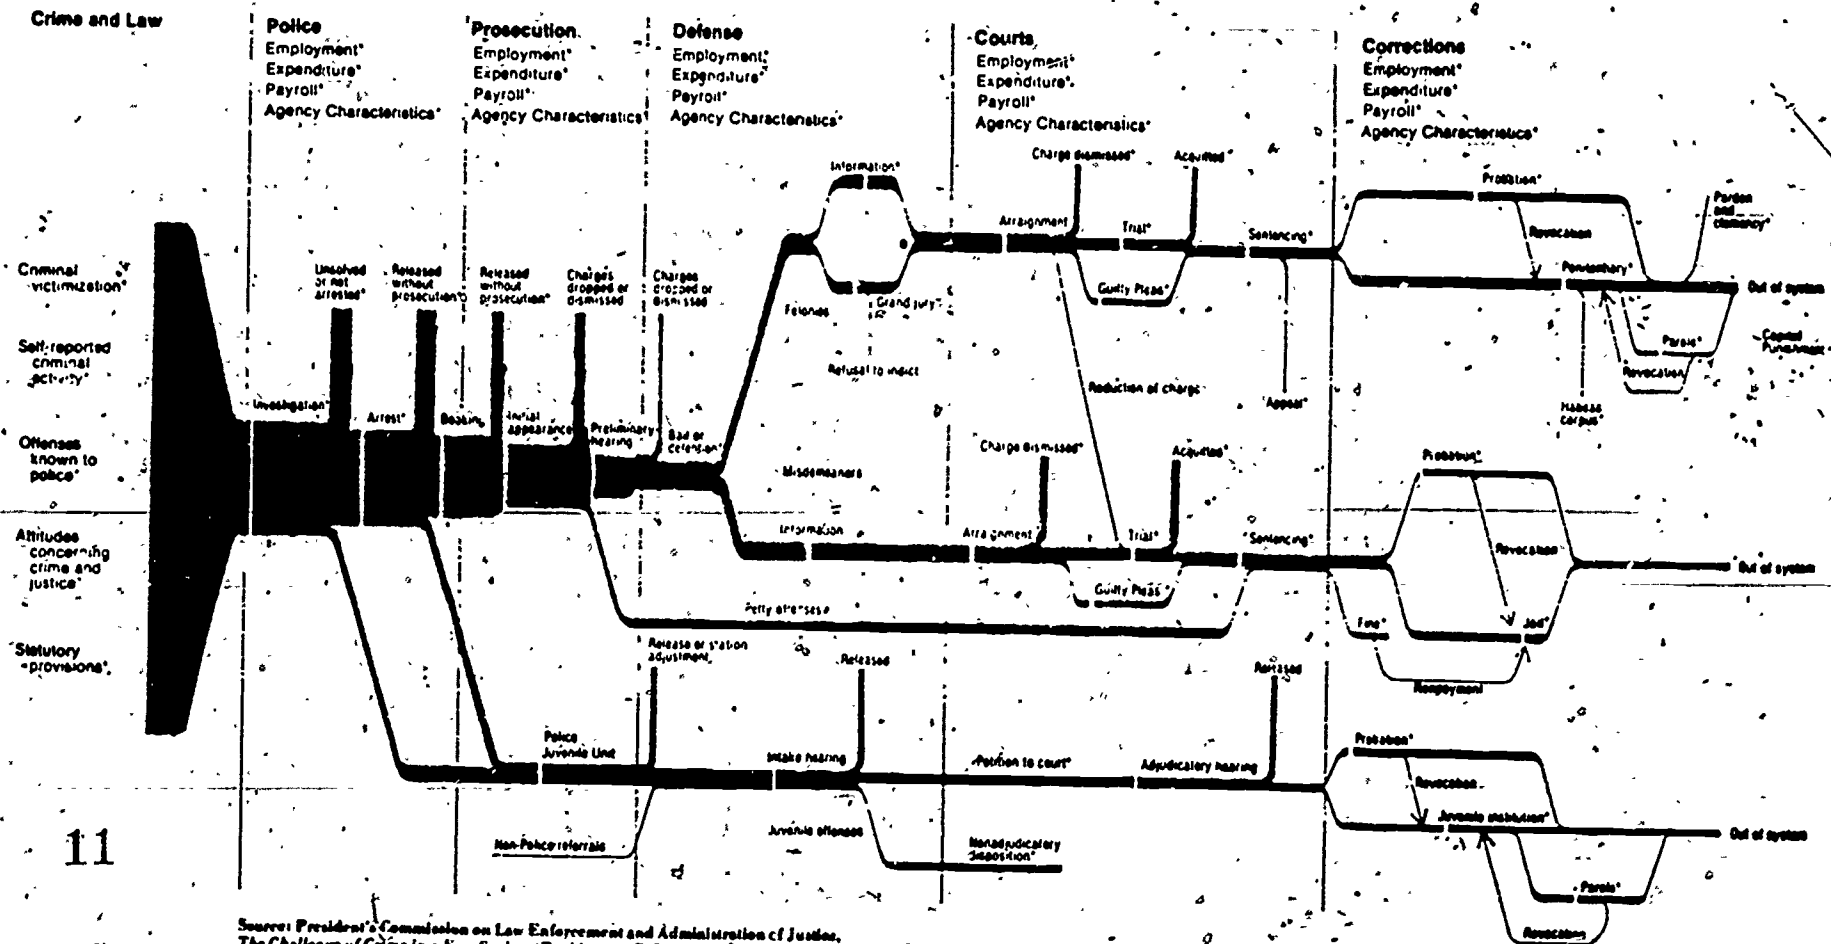 Crime and Law
Police
Employment*
Expenditure*
Payroll*
Agency Characteristics*
Prosecution
Employment*
Expenditure*
Payroll*
Agency Characteristics*
Defense
Employment*
Expenditure*
Payroll*
Agency Characteristics*
Courts
Employment*
Expenditure*
Payroll*
Agency Characteristics*
Corrections
Employment*
Expenditure*
Payroll*
Agency Characteristics*
Criminal
victimization*
Self-reported
criminal
activity*
Offenses
known to
police*
Attitudes
concerning
crime and
justice*
Statutory
provisions*
Unsolved
or not
arrested*
Released
without
prosecution*
Released
without
prosecution*
Charges
dropped or
dismissed
Charges
dropped or
dismissed
Investigation*
Arrest*
Booking
Initial
appearance
Preliminary
hearing
Bail or
detention*
Information*
Felonies
Grand jury*
Refusal to indict
Misdemeanors
Information
Petty offenses
Charge dismissed*
Acquitted*
Arraignment
Trial*
Sentencing*
Guilty Pleas*
Reduction of charge
Appeal*
Charge dismissed*
Acquitted*
Arraignment
Trial*
Sentencing*
Guilty Pleas*
Probation*
Revocation
Pardon
and
clemency*
Penitentiary*
Out of system
Parole*
Revocation
Capital
Punishment*
Habeas
corpus*
Probation*
Revocation
Out of system
Fine*
Jail*
Nonpayment
Release or station
adjustment
Released
Released
Police
Juvenile Unit
Intake hearing
Petition to court*
Adjudicatory hearing
Non-Police referrals
Juvenile offenses
Nonadjudicatory
disposition*
Probation*
Revocation
Juvenile institution*
Out of system
Parole*
Revocation
11
Source: President's Commission on Law Enforcement and Administration of Justice,
The Challenge of Crime in a